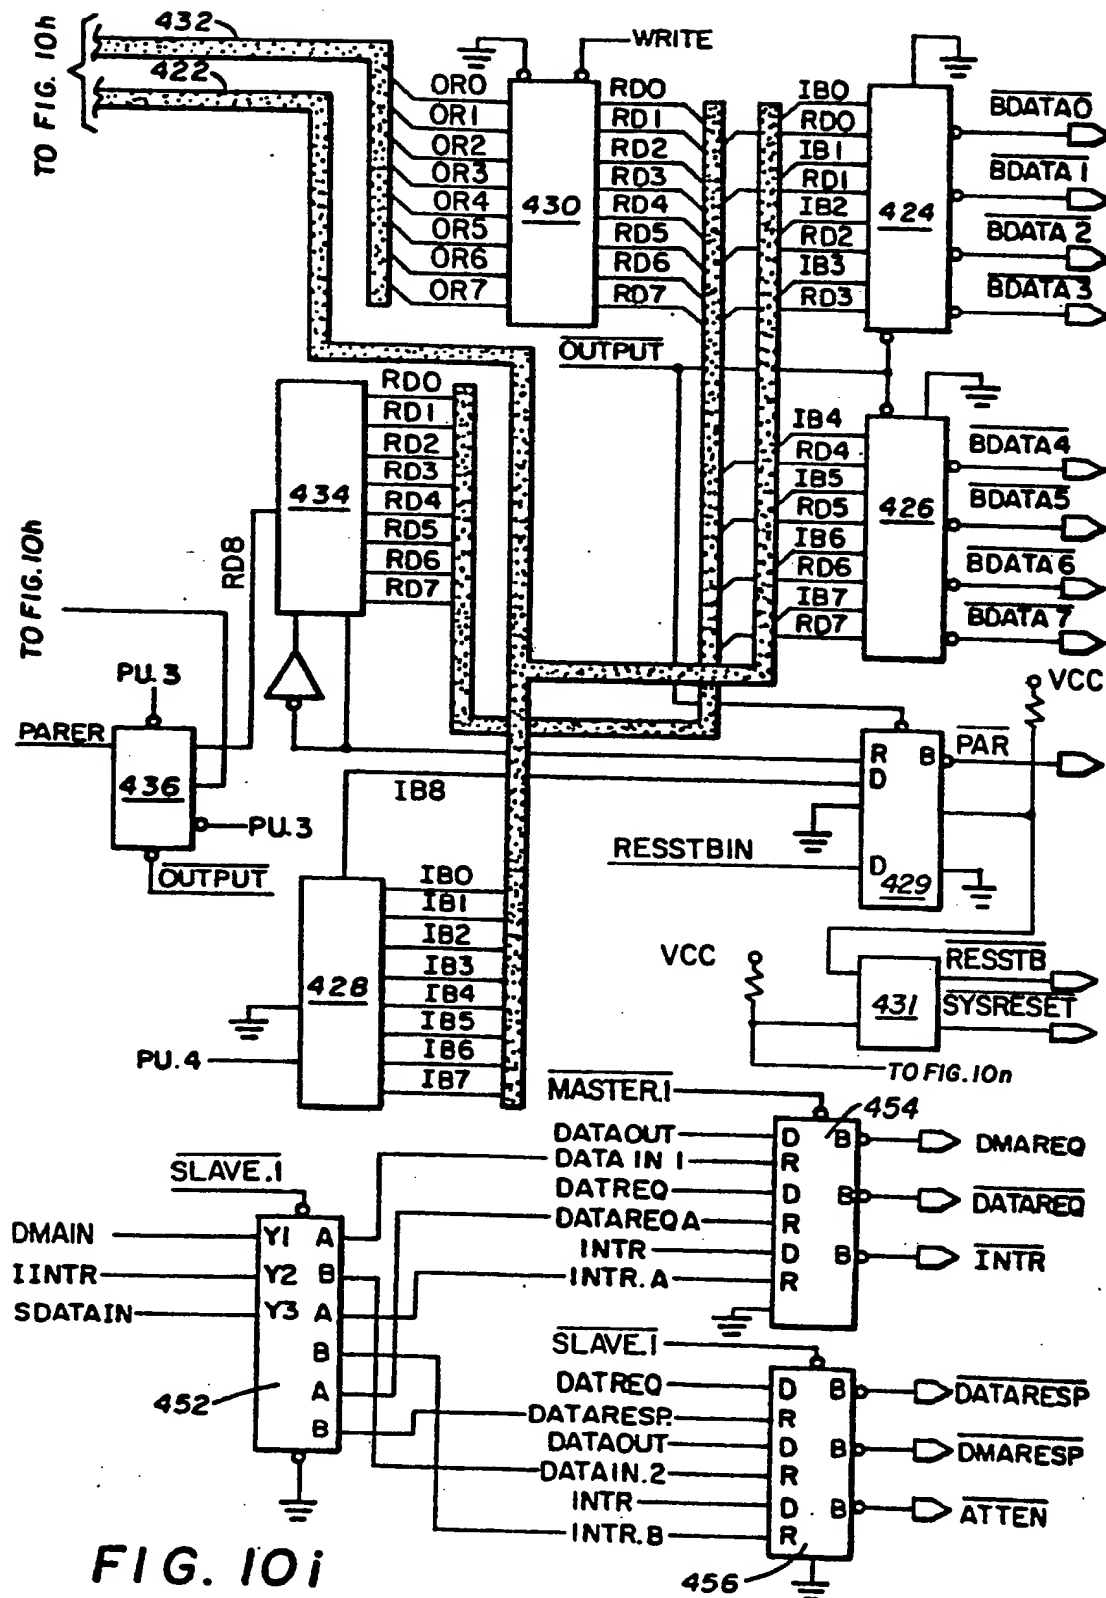 TO FIG. 10h
432
422
WRITE
OR0
OR1
OR2
OR3
OR4
OR5
OR6
OR7
430
RD0
RD1
RD2
RD3
RD4
RD5
RD6
RD7
IB0
RD0
IB1
RD1
IB2
RD2
IB3
RD3
424
BDATA0
BDATA1
BDATA2
BDATA3
OUTPUT
434
RD0
RD1
RD2
RD3
RD4
RD5
RD6
RD7
RD8
IB4
RD4
IB5
RD5
IB6
RD6
IB7
RD7
426
BDATA4
BDATA5
BDATA6
BDATA7
TO FIG. 10h
PU.3
PARER
436
PU.3
OUTPUT
VCC
R B
D
PAR
IB8
RESSTBIN
D
429
428
IB0
IB1
IB2
IB3
IB4
IB5
IB6
IB7
PU.4
VCC
431
RESSTB
SYSRESET
TO FIG. 10n
MASTER.1
454
DATAOUT D B DMAREQ
DATA IN 1 R
DATREQ D B DATAREQ
DATAREQ A R
INTR D B INTR
INTR.A R
SLAVE.1
DMAIN Y1 A
IINTR Y2 B
SDATAIN Y3 A
B
A
B
452
SLAVE.1
DATREQ D B DATARESP
DATARESP. R
DATAOUT D B DMARESP
DATAIN.2 R
INTR D B ATTEN
INTR.B R
456
FIG. 10i